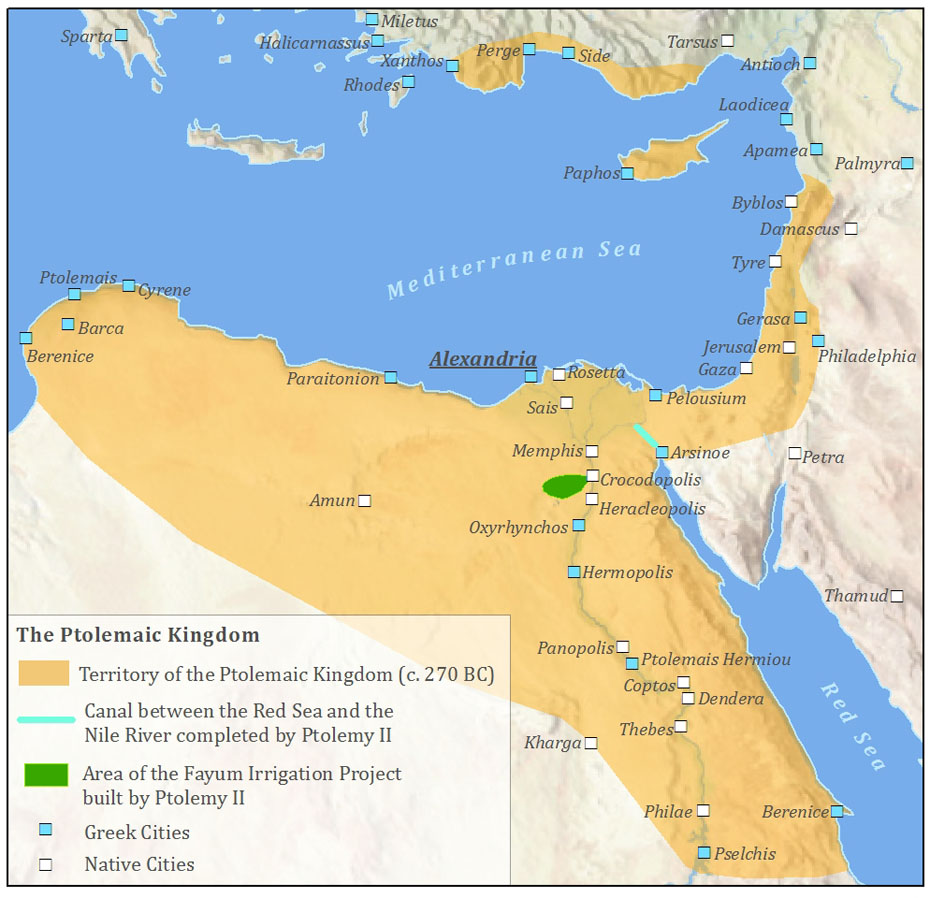 Miletus
Sparta
Halicarnassus
Perge
Side
Tarsus
Xanthos
Antioch
Rhodes
Laodicea
Apamea
Palmyra
Paphos
Byblos
Damascus
Mediterranean Sea
Tyre
Ptolemais
Cyrene
Gerasa
Barca
Jerusalem
Philadelphia
Berenice
Alexandria
Gaza
Paraitonion
Rosetta
Sais
Pelousium
Memphis
Arsinoe
Petra
Crocodopolis
Amun
Heracleopolis
Oxyrhynchos
Hermopolis
Thamud
Panopolis
Ptolemais Hermiou
Coptos
Dendera
Red Sea
Thebes
Kharga
Philae
Berenice
Pselchis
The Ptolemaic Kingdom
Territory of the Ptolemaic Kingdom (c. 270 BC)
Canal between the Red Sea and the
Nile River completed by Ptolemy II
Area of the Fayum Irrigation Project
built by Ptolemy II
Greek Cities
Native Cities